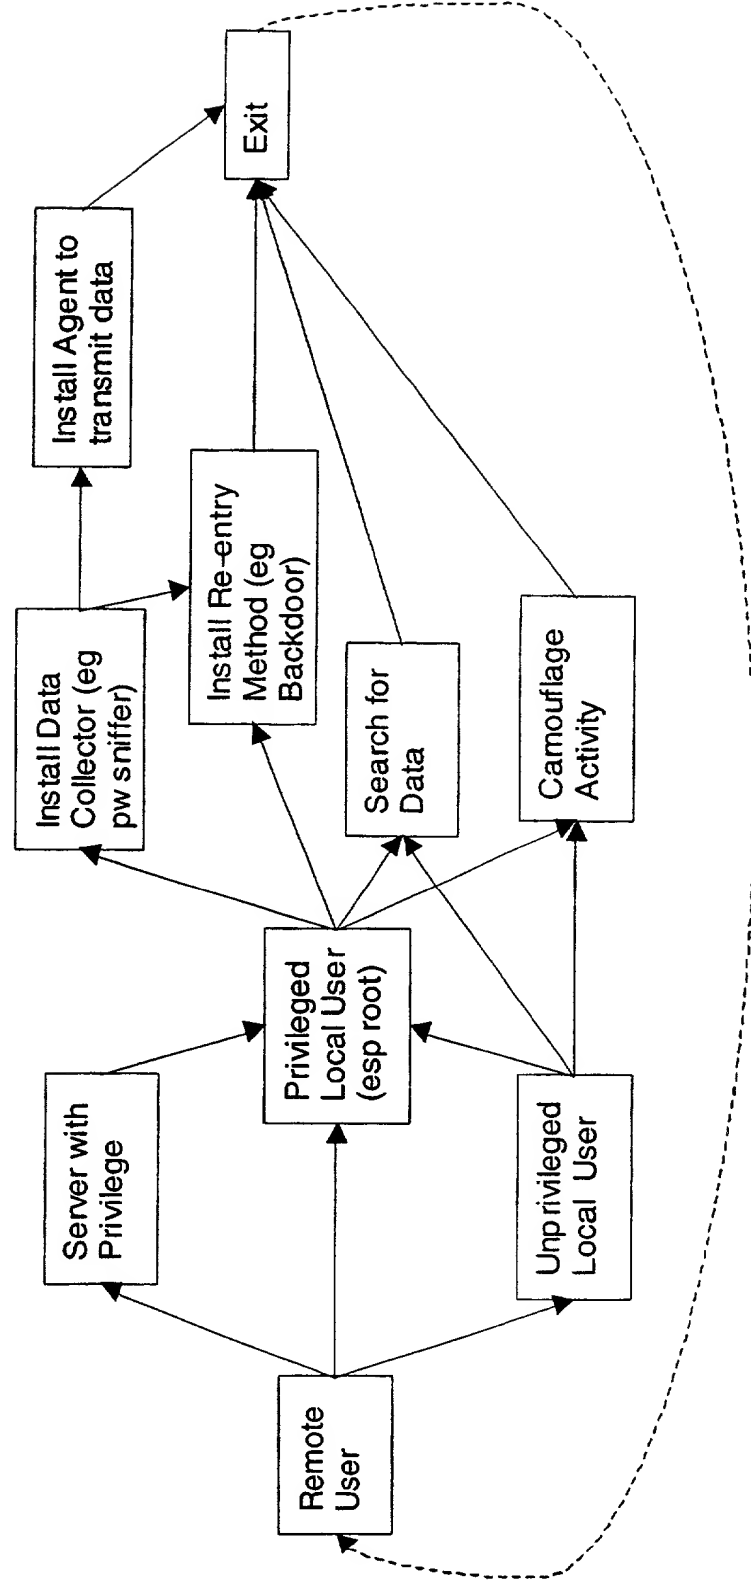 Remote
User
Server with
Privilege
Privileged
Local User
(esp root)
Unprivileged
Local User
Install Data
Collector (eg
pw sniffer)
Install Re-entry
Method (eg
Backdoor)
Search for
Data
Camouflage
Activity
Install Agent to
transmit data
Exit